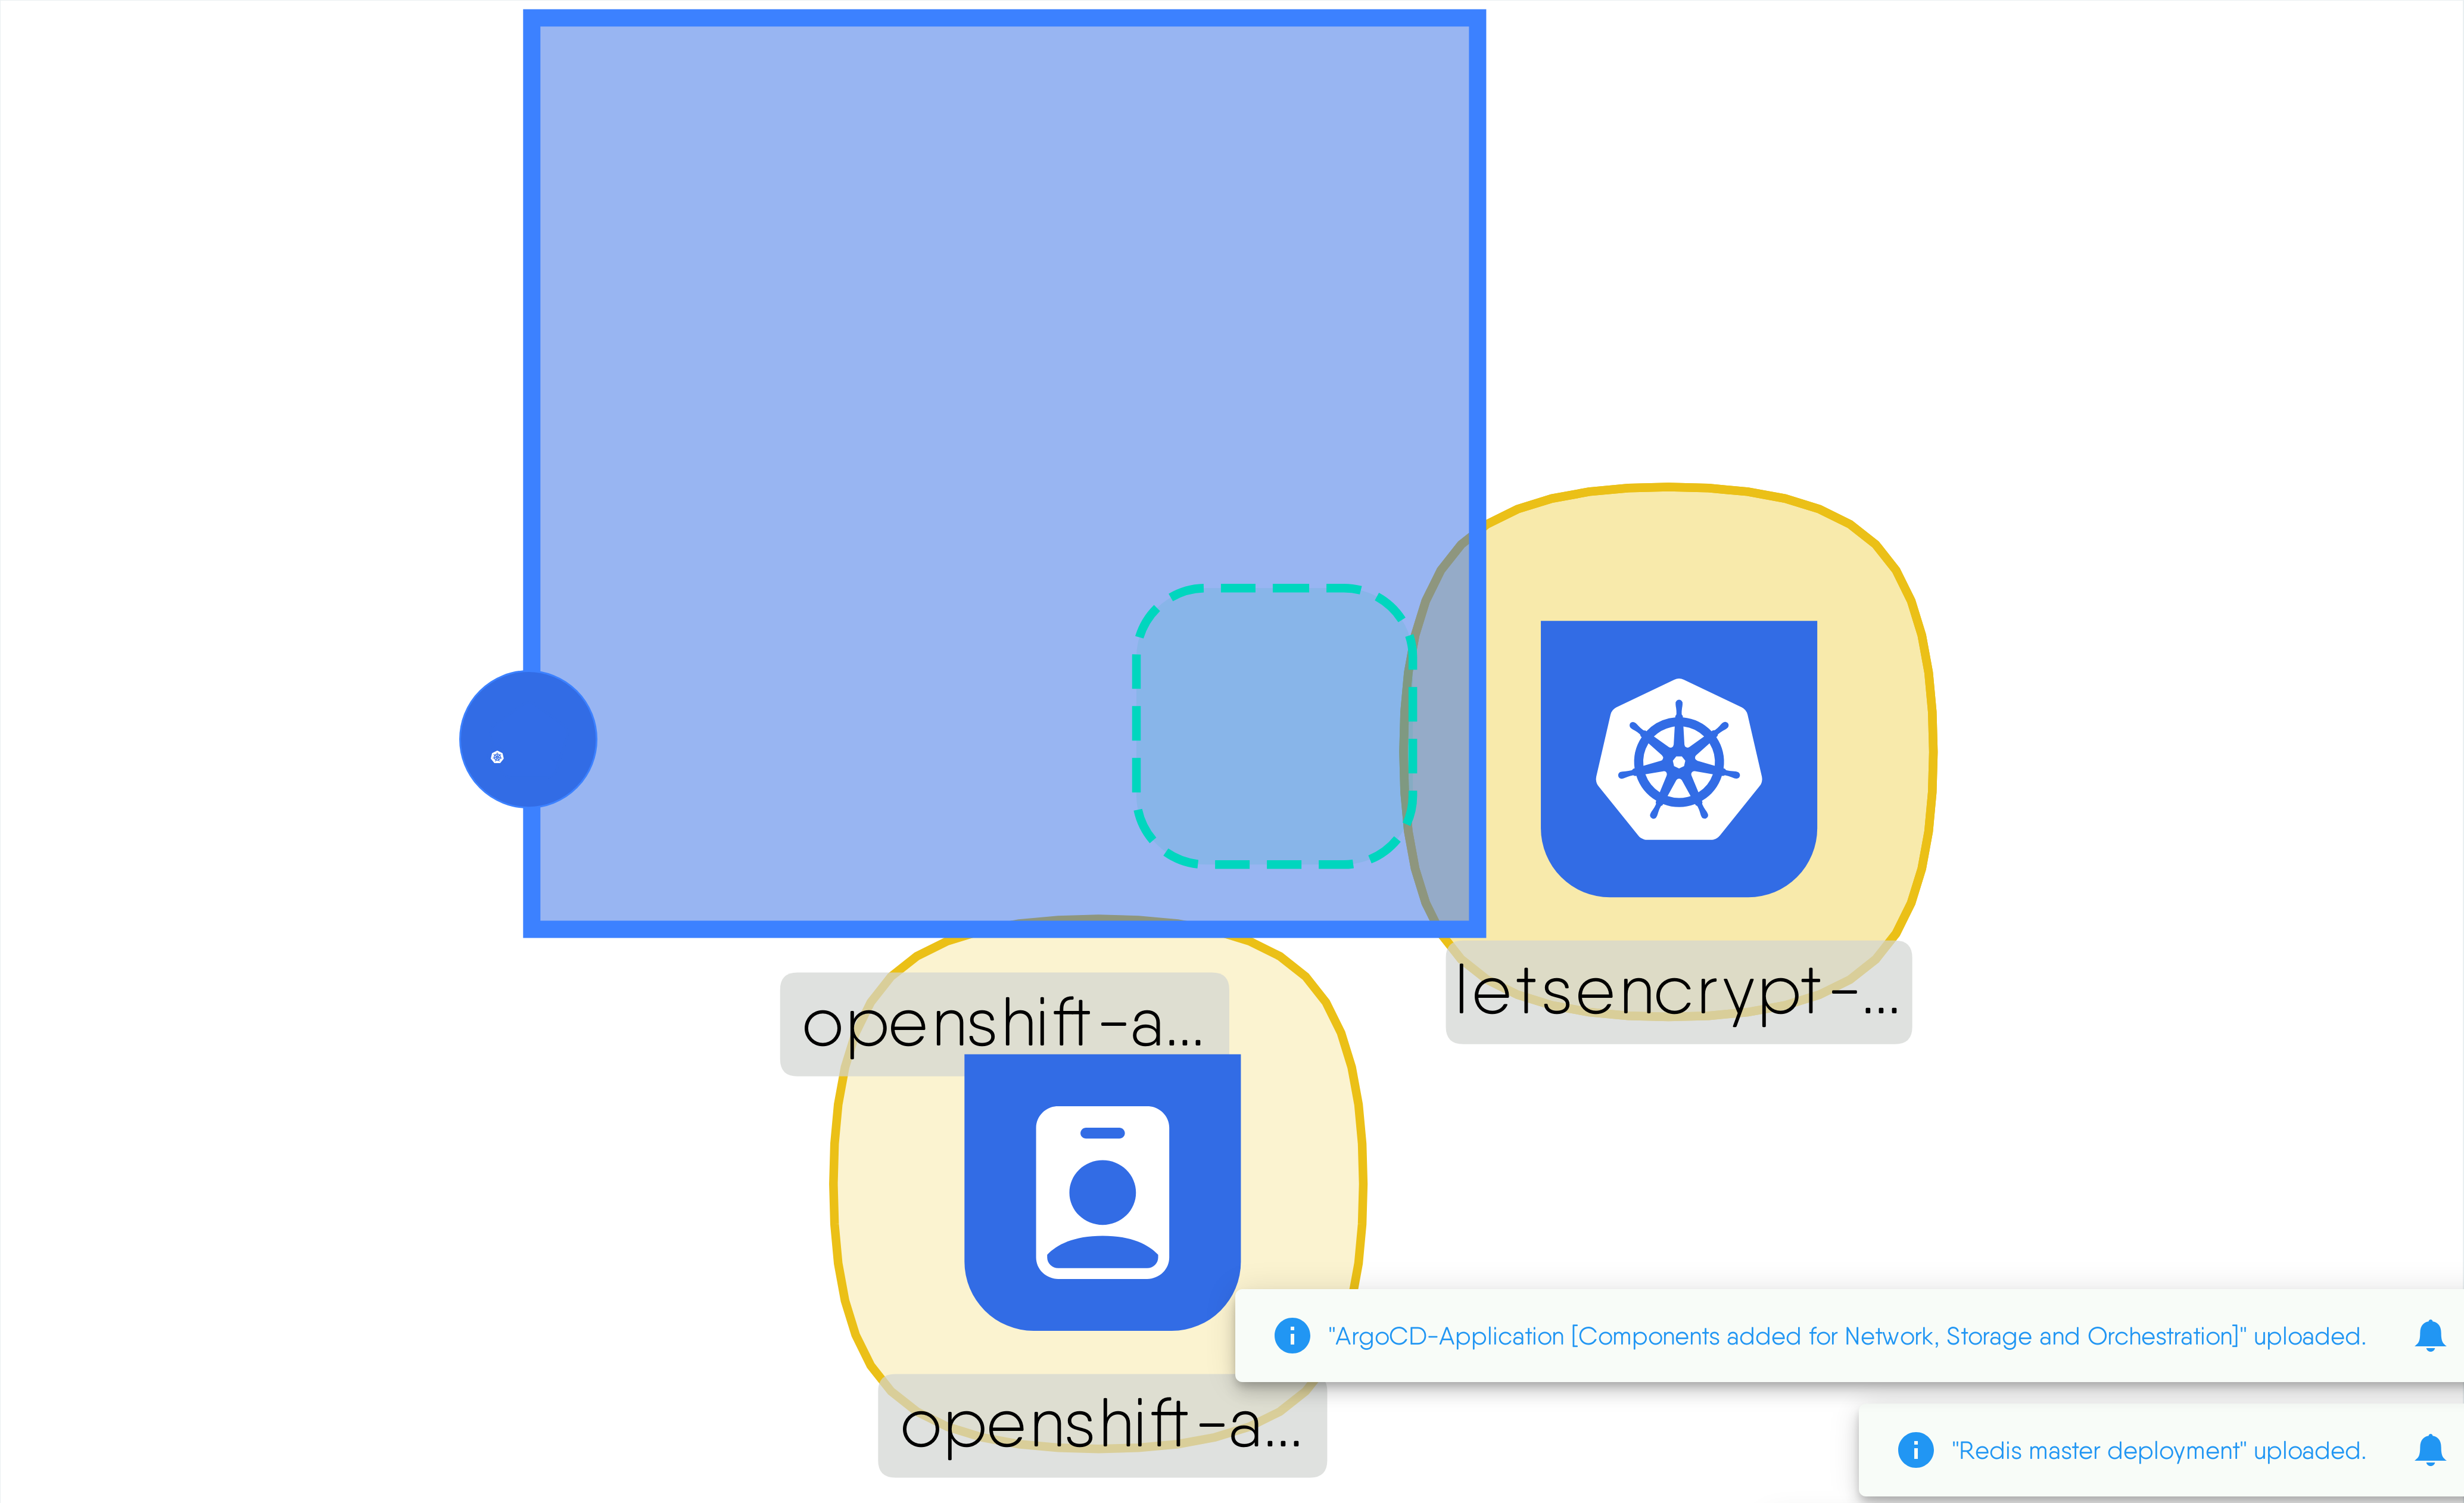 letsencrypt-...
openshift-a...
openshift-a...
"ArgoCD-Application [Components added for Network, Storage and Orchestration]" uploaded.
"Redis master deployment" uploaded.